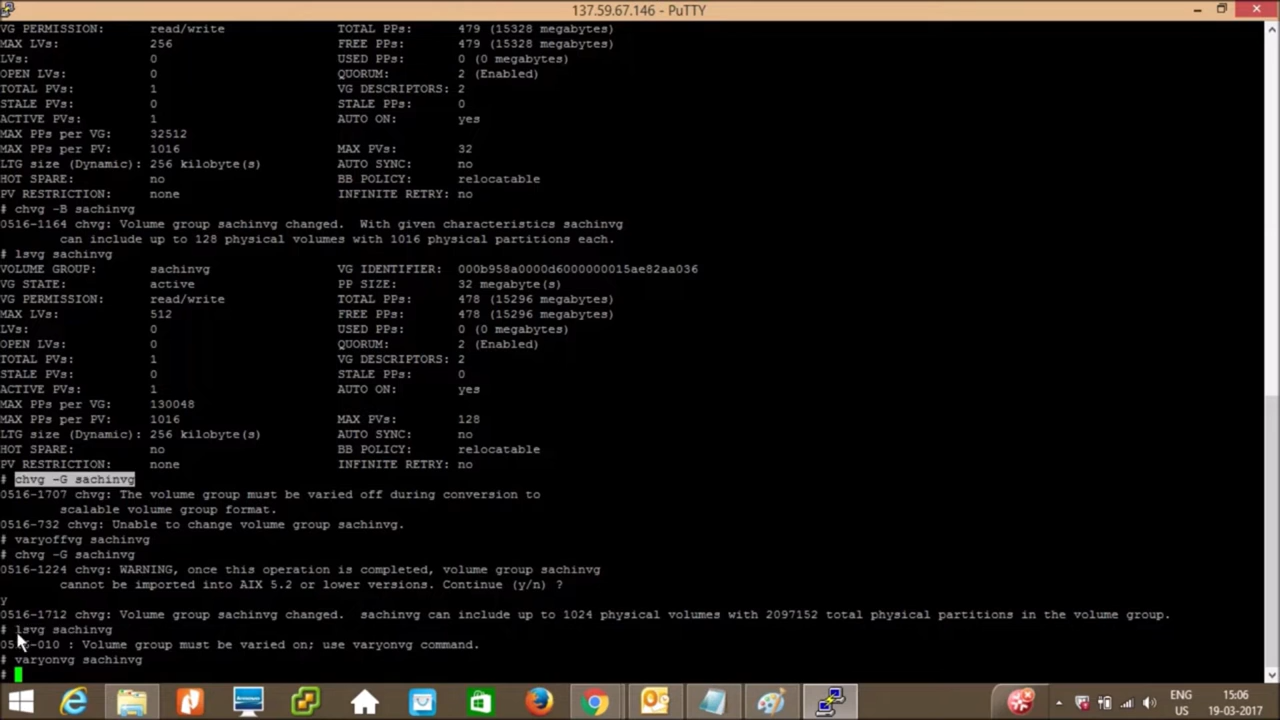 137.59.67.146 - PuTTY
VG PERMISSION: read/write TOTAL PPs: 479 (15328 megabytes)
MAX LVs: 256 FREE PPs: 479 (15328 megabytes)
LVs: 0 USED PPs: 0 (0 megabytes)
OPEN LVs: 0 QUORUM: 2 (Enabled)
TOTAL PVs: 1 VG DESCRIPTORS: 2
STALE PVs: 0 STALE PPs: 0
ACTIVE PVs: 1 AUTO ON: yes
MAX PPs per VG: 32512
MAX PPs per PV: 1016 MAX PVs: 32
LTG size (Dynamic): 256 kilobyte(s) AUTO SYNC: no
HOT SPARE: no BB POLICY: relocatable
PV RESTRICTION: none INFINITE RETRY: no
# chvg -B sachinvg
0516-1164 chvg: Volume group sachinvg changed. With given characteristics sachinvg
can include up to 128 physical volumes with 1016 physical partitions each.
# lsvg sachinvg
VOLUME GROUP: sachinvg VG IDENTIFIER: 000b958a0000d6000000015ae82aa036
VG STATE: active PP SIZE: 32 megabyte(s)
VG PERMISSION: read/write TOTAL PPs: 478 (15296 megabytes)
MAX LVs: 512 FREE PPs: 478 (15296 megabytes)
LVs: 0 USED PPs: 0 (0 megabytes)
OPEN LVs: 0 QUORUM: 2 (Enabled)
TOTAL PVs: 1 VG DESCRIPTORS: 2
STALE PVs: 0 STALE PPs: 0
ACTIVE PVs: 1 AUTO ON: yes
MAX PPs per VG: 130048
MAX PPs per PV: 1016 MAX PVs: 128
LTG size (Dynamic): 256 kilobyte(s) AUTO SYNC: no
HOT SPARE: no BB POLICY: relocatable
PV RESTRICTION: none INFINITE RETRY: no
# chvg -G sachinvg
0516-1707 chvg: The volume group must be varied off during conversion to
scalable volume group format.
0516-732 chvg: Unable to change volume group sachinvg.
# varyoffvg sachinvg
# chvg -G sachinvg
0516-1224 chvg: WARNING, once this operation is completed, volume group sachinvg
cannot be imported into AIX 5.2 or lower versions. Continue (y/n) ?
y
0516-1712 chvg: Volume group sachinvg changed. sachinvg can include up to 1024 physical volumes with 2097152 total physical partitions in the volume group.
# lsvg sachinvg
0516-010 : Volume group must be varied on; use varyonvg command.
# varyonvg sachinvg
#
ENG 15:06
US 19-03-2017